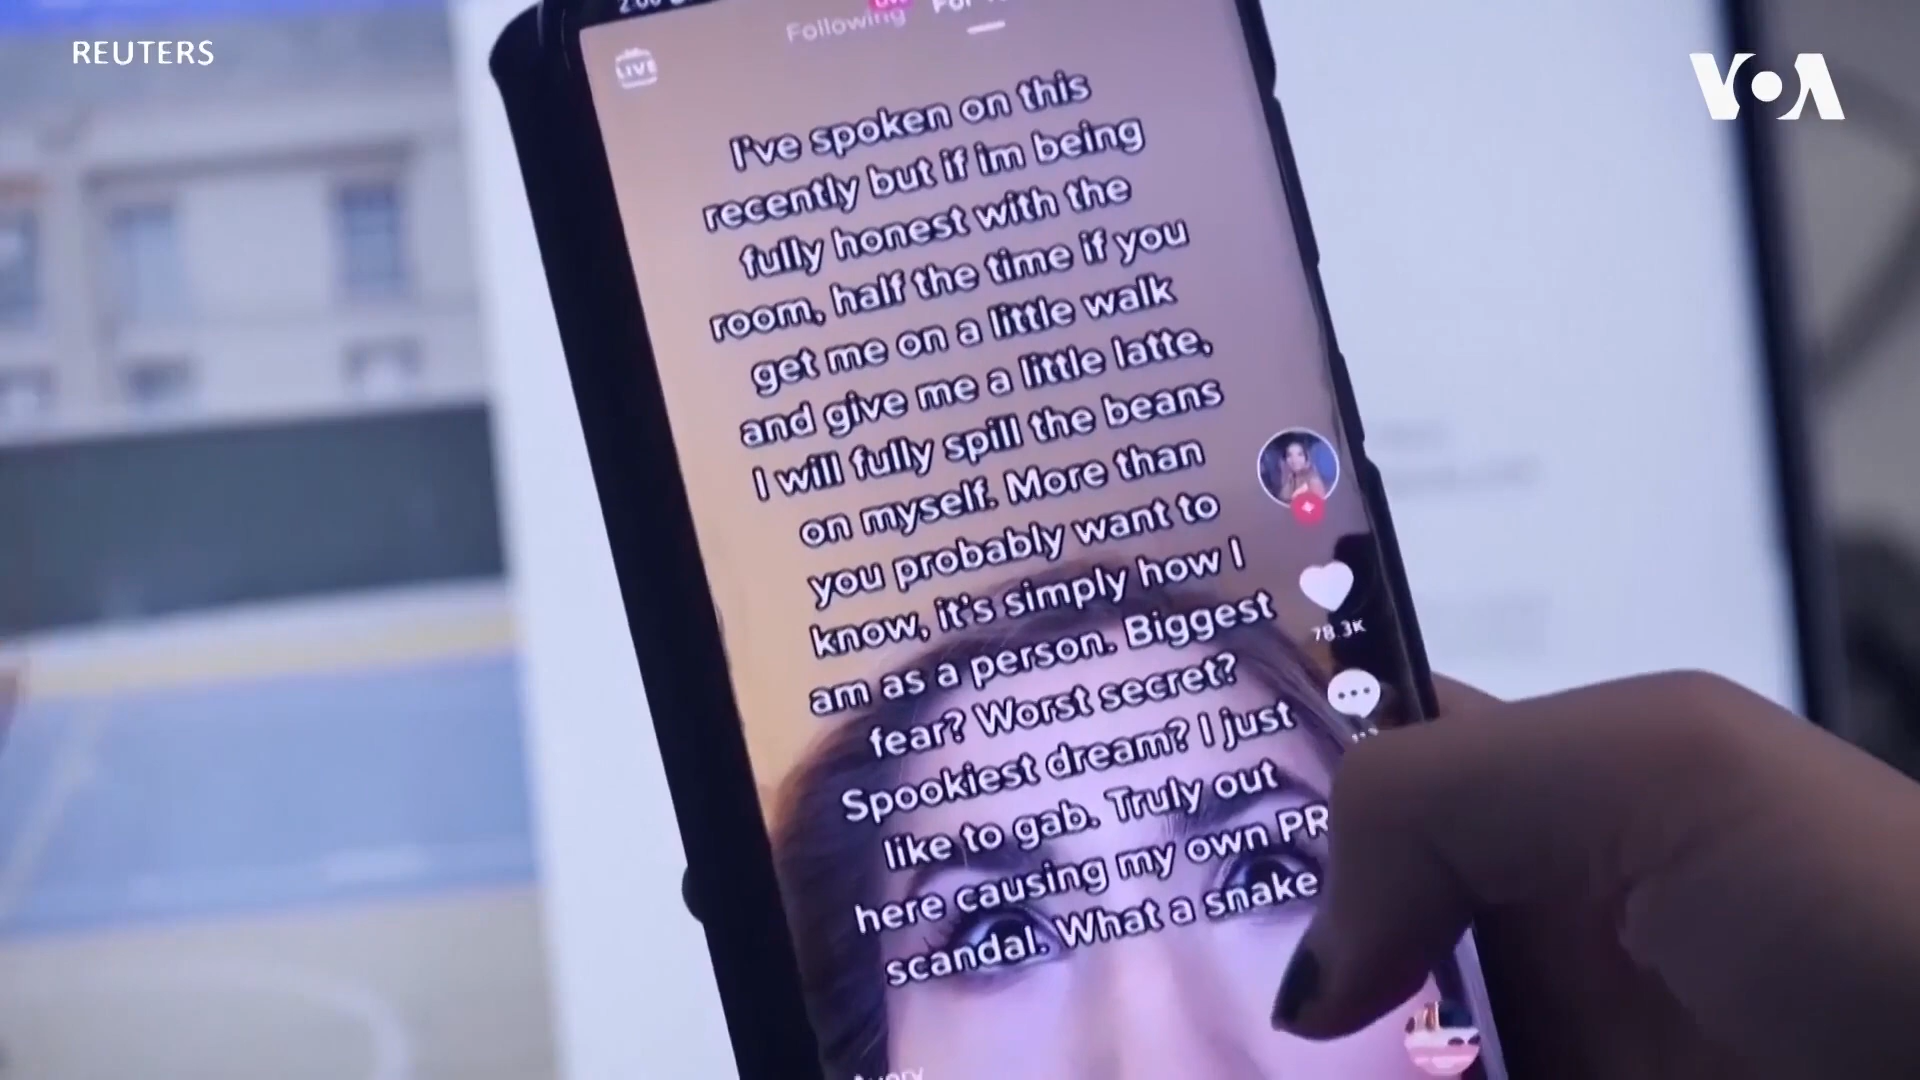 REUTERS
VOA
Following
LIVE
I've spoken on this
recently but if im being
fully honest with the
room, half the time if you
get me on a little walk
and give me a little latte,
I will fully spill the beans
on myself. More than
you probably want to
know, it's simply how I
am as a person. Biggest
fear? Worst secret?
Spookiest dream? I just
like to gab. Truly out
here causing my own PR
scandal. What a snake
78.3K